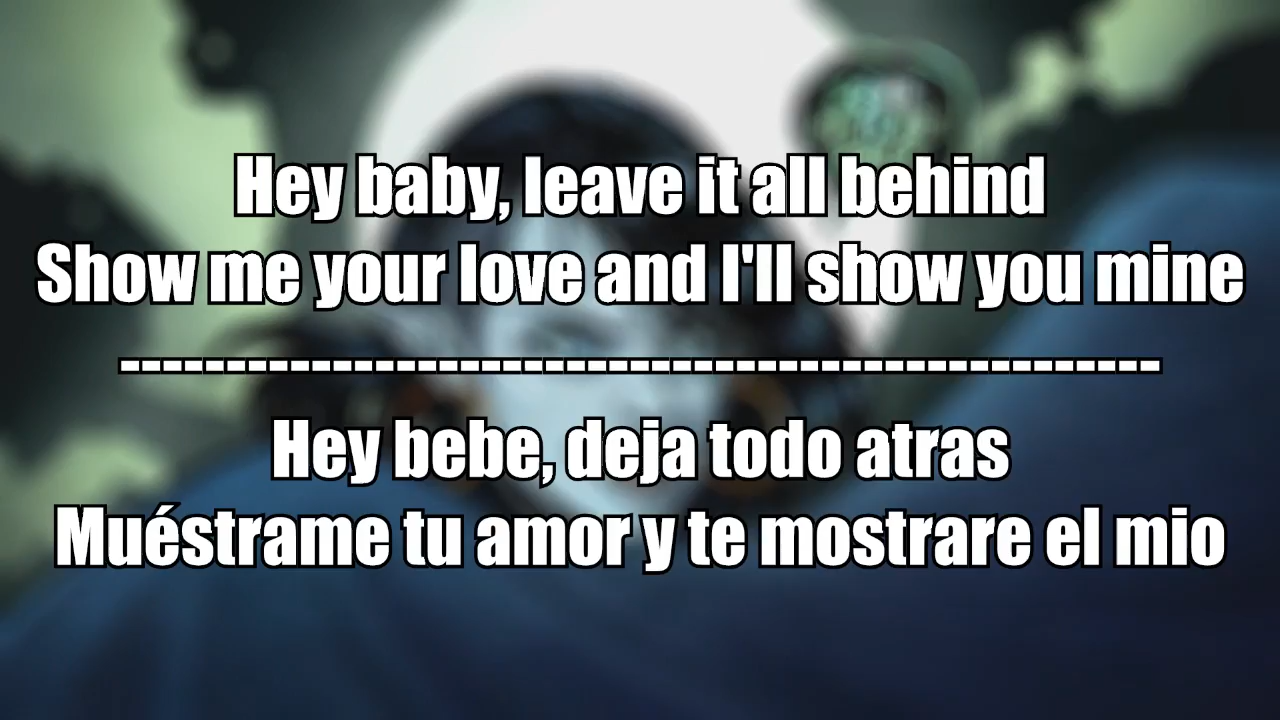 Hey baby, leave it all behind
Show me your love and I'll show you mine
-------------------------------------------------
Hey bebe, deja todo atras
Muéstrame tu amor y te mostrare el mio